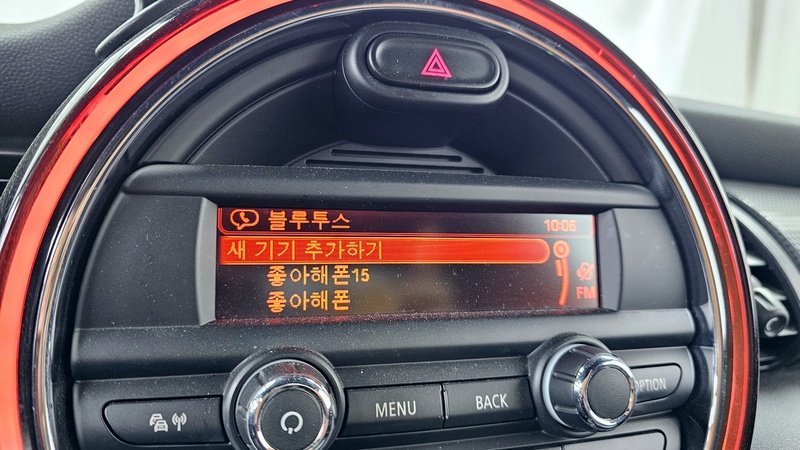 블루투스 10:06
새 기기 추가하기
좋아해폰15
좋아해폰
FM
MENU
BACK
OPTION